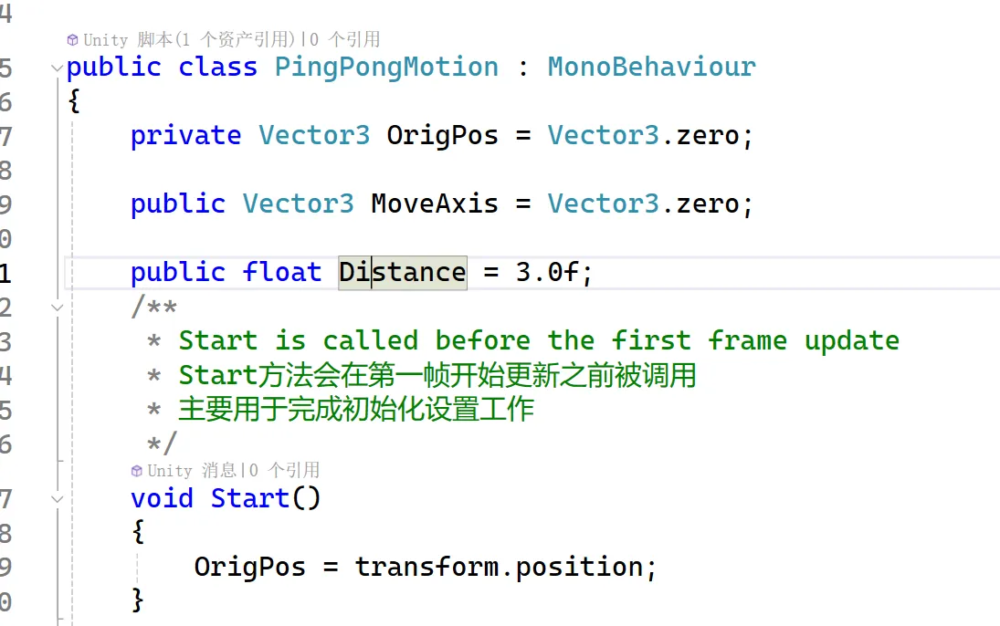 4
Unity 脚本(1 个资产引用)|0 个引用
5 public class PingPongMotion : MonoBehaviour
6 {
7 private Vector3 OrigPos = Vector3.zero;
8
9 public Vector3 MoveAxis = Vector3.zero;
0
1 public float Distance = 3.0f;
2 /**
3 * Start is called before the first frame update
4 * Start方法会在第一帧开始更新之前被调用
5 * 主要用于完成初始化设置工作
6 */
Unity 消息|0 个引用
7 void Start()
8 {
9 OrigPos = transform.position;
0 }